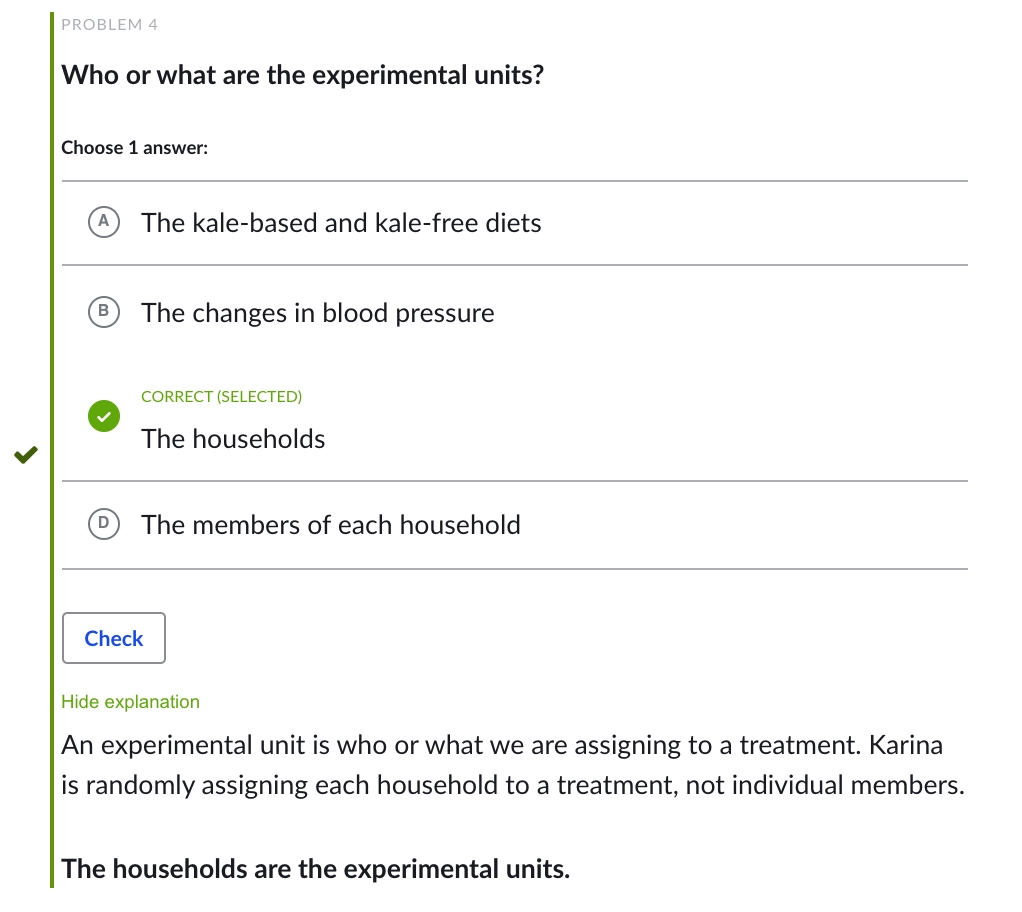 PROBLEM 4
Who or what are the experimental units?
Choose 1 answer:
A The kale-based and kale-free diets
B The changes in blood pressure
CORRECT (SELECTED)
The households
D The members of each household
Check
Hide explanation
An experimental unit is who or what we are assigning to a treatment. Karina
is randomly assigning each household to a treatment, not individual members.
The households are the experimental units.